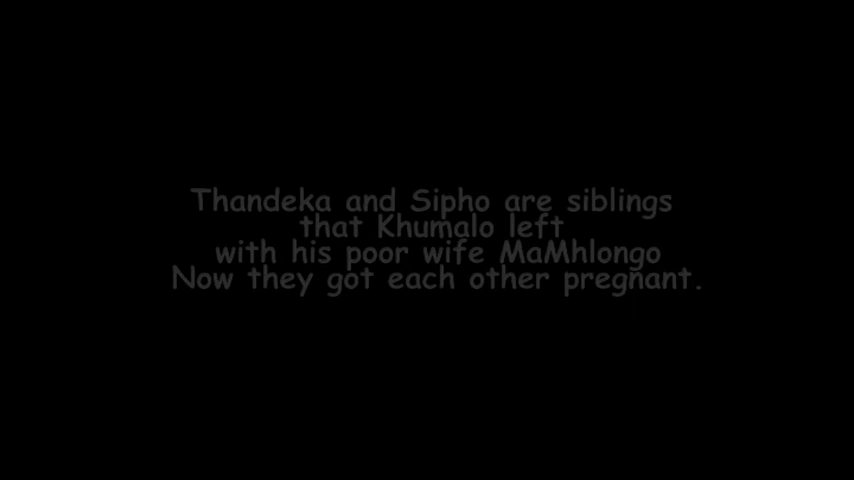 Thandeka and Sipho are siblings
that Khumalo left
with his poor wife MaMhlongo
Now they got each other pregnant.